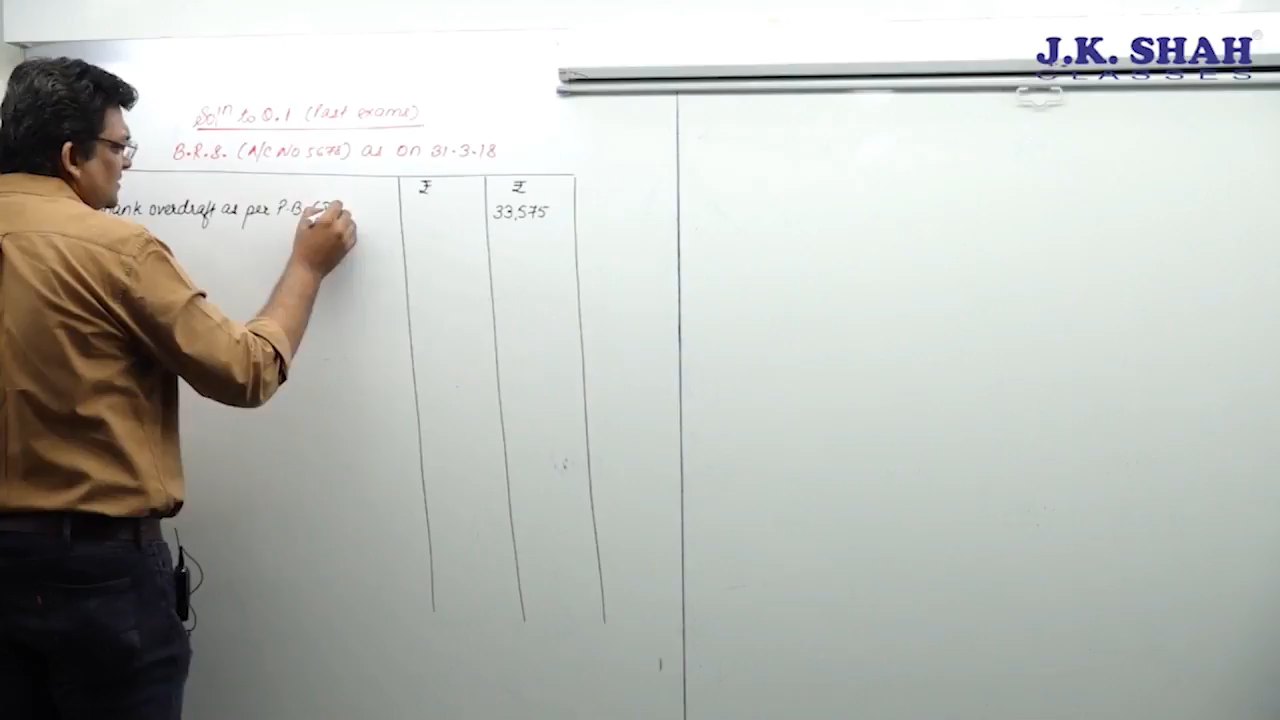 J.K. SHAH
CLASSES
Solⁿ to Q.1 (Past exams)
B.R.S. (A/C No 5678) as on 31-3-18
₹ ₹
Bank overdraft as per P.B. 33,575